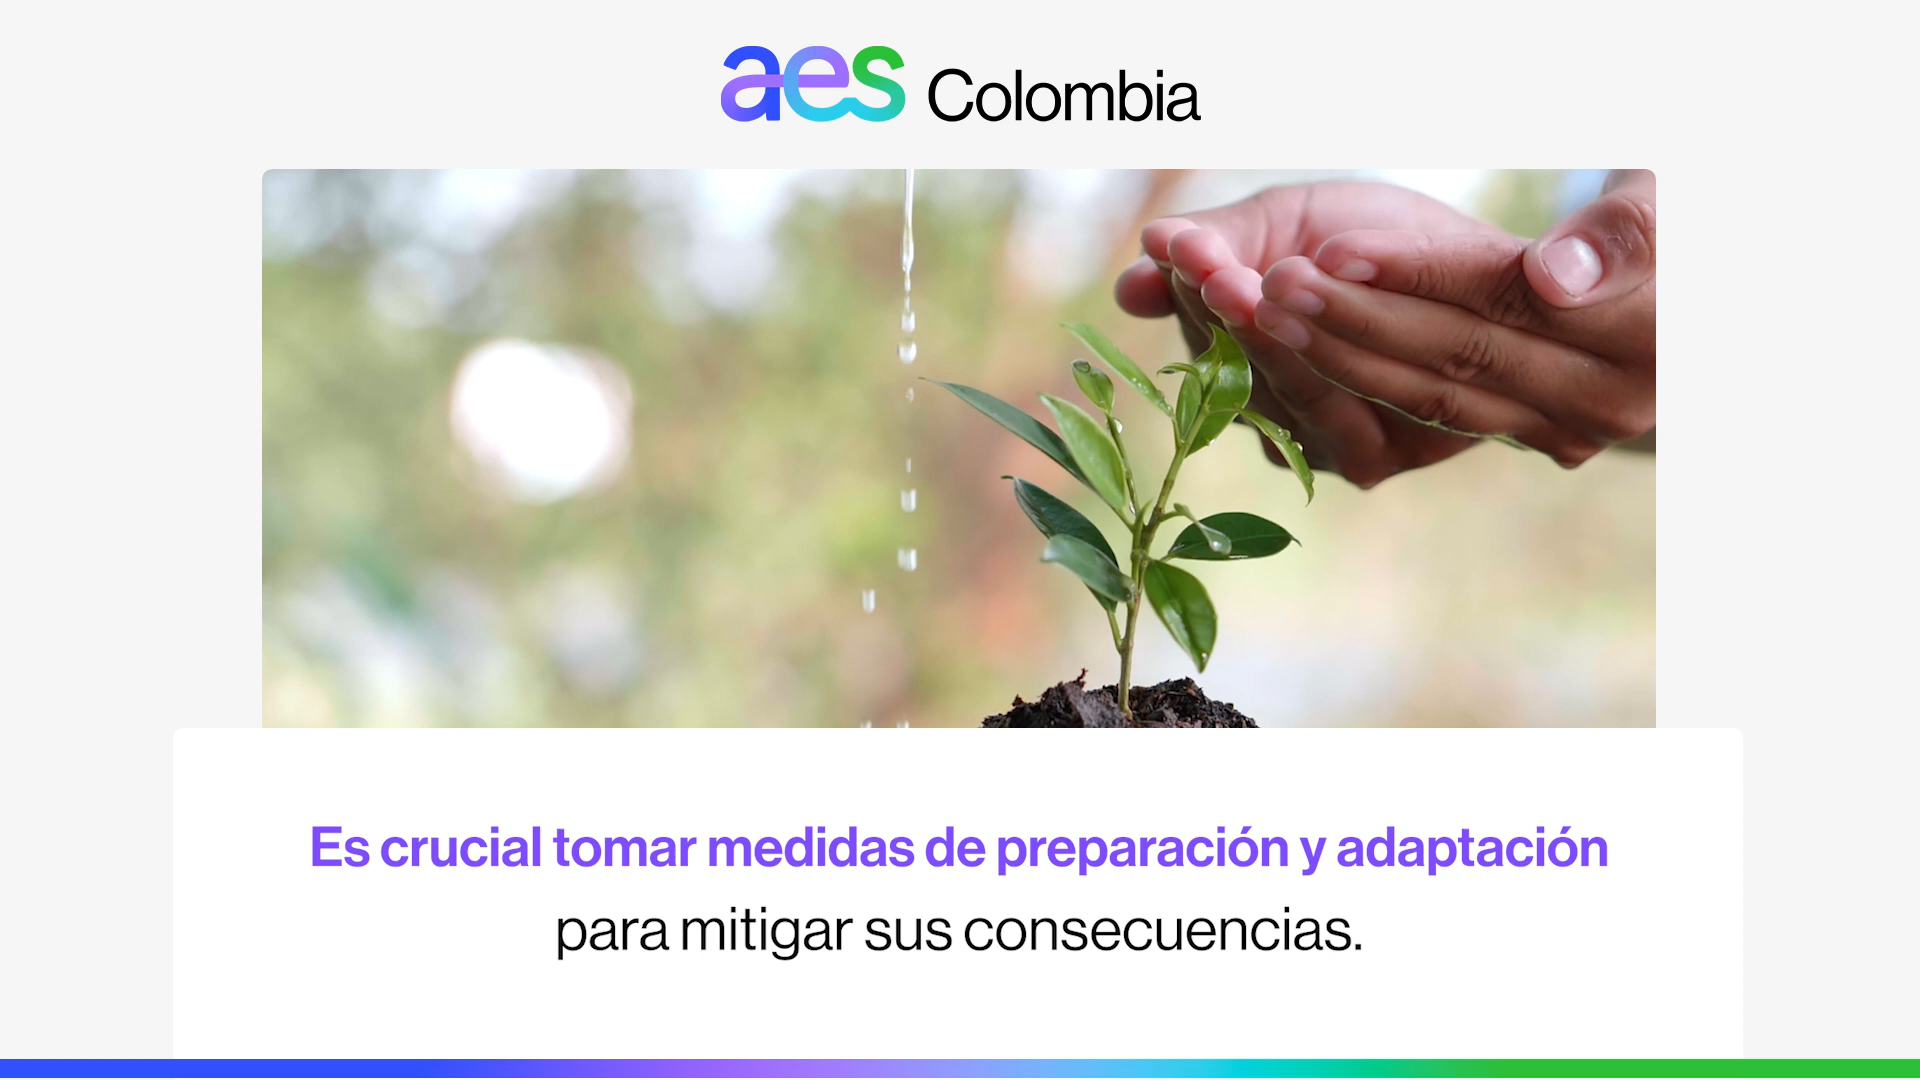 aes Colombia
Es crucial tomar medidas de preparación y adaptación
para mitigar sus consecuencias.